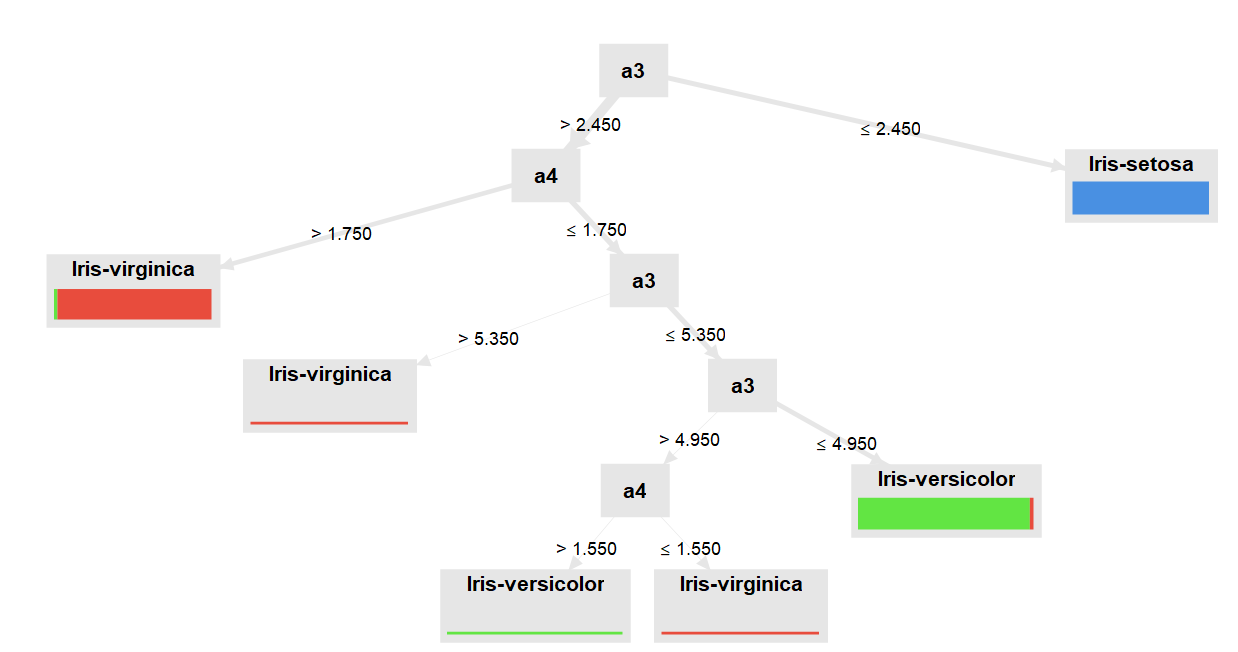 a3
> 2.450
≤ 2.450
a4
Iris-setosa
> 1.750
≤ 1.750
Iris-virginica
a3
> 5.350
≤ 5.350
Iris-virginica
a3
> 4.950
≤ 4.950
a4
Iris-versicolor
> 1.550
≤ 1.550
Iris-versicolor
Iris-virginica